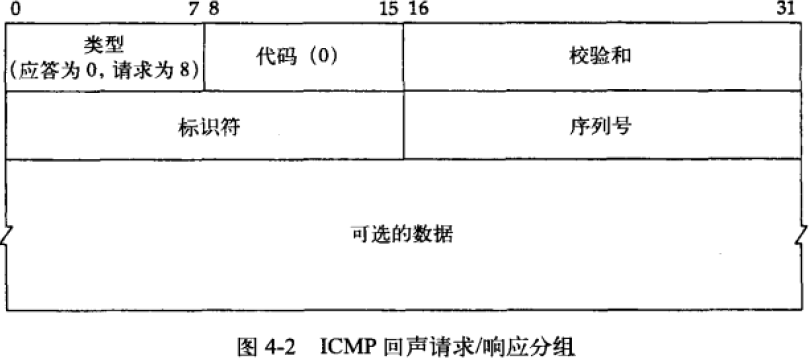 0 7 8 15 16 31
类型 代码（0） 校验和
（应答为 0, 请求为 8）
标识符 序列号
可选的数据
图 4-2 ICMP 回声请求/响应分组